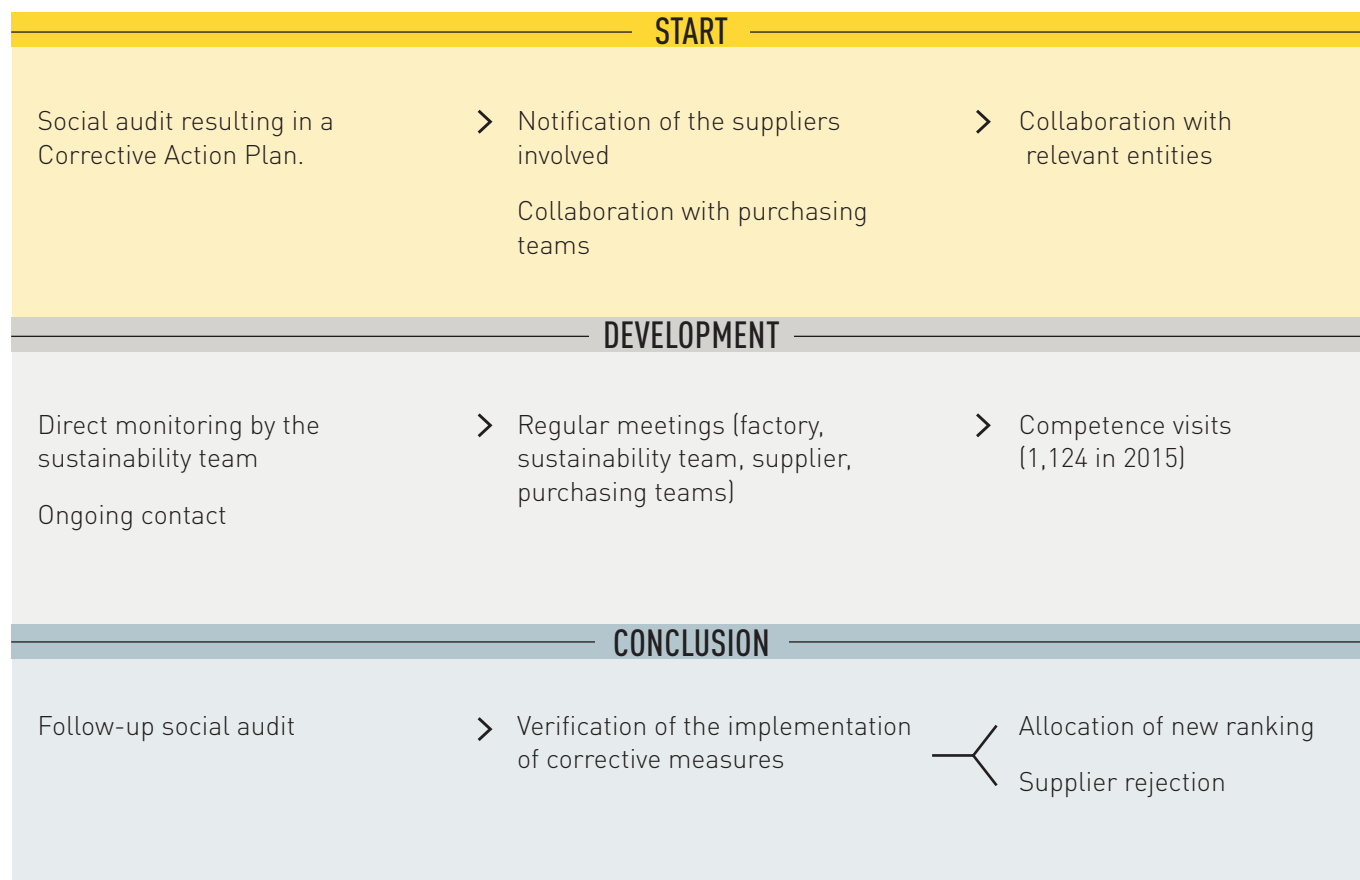 START
Social audit resulting in a
Corrective Action Plan.
> Notification of the suppliers
involved
Collaboration with purchasing
teams
> Collaboration with
relevant entities
DEVELOPMENT
Direct monitoring by the
sustainability team
Ongoing contact
> Regular meetings (factory,
sustainability team, supplier,
purchasing teams)
> Competence visits
(1,124 in 2015)
CONCLUSION
Follow-up social audit
> Verification of the implementation
of corrective measures
Allocation of new ranking
Supplier rejection